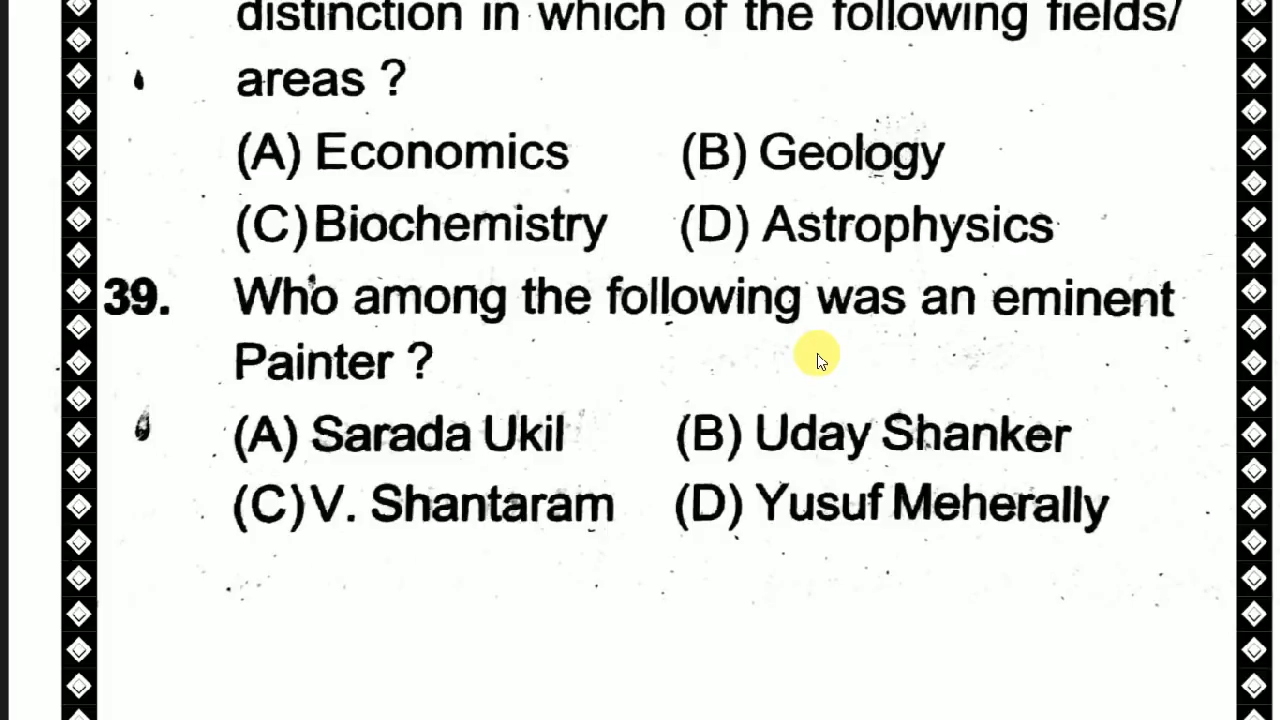 distinction in which of the following fields/
areas ?
(A) Economics (B) Geology
(C) Biochemistry (D) Astrophysics
39. Who among the following was an eminent
Painter ?
(A) Sarada Ukil (B) Uday Shanker
(C) V. Shantaram (D) Yusuf Meherally